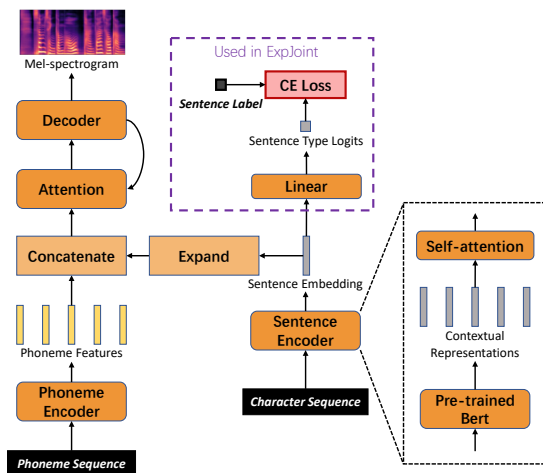 Used in ExpJoint
CE Loss
Sentence Label
Sentence Type Logits
Linear
Mel-spectrogram
Decoder
Attention
Concatenate
Expand
Sentence Embedding
Phoneme Features
Sentence
Encoder
Phoneme
Encoder
Character Sequence
Phoneme Sequence
Self-attention
Contextual
Representations
Pre-trained
Bert